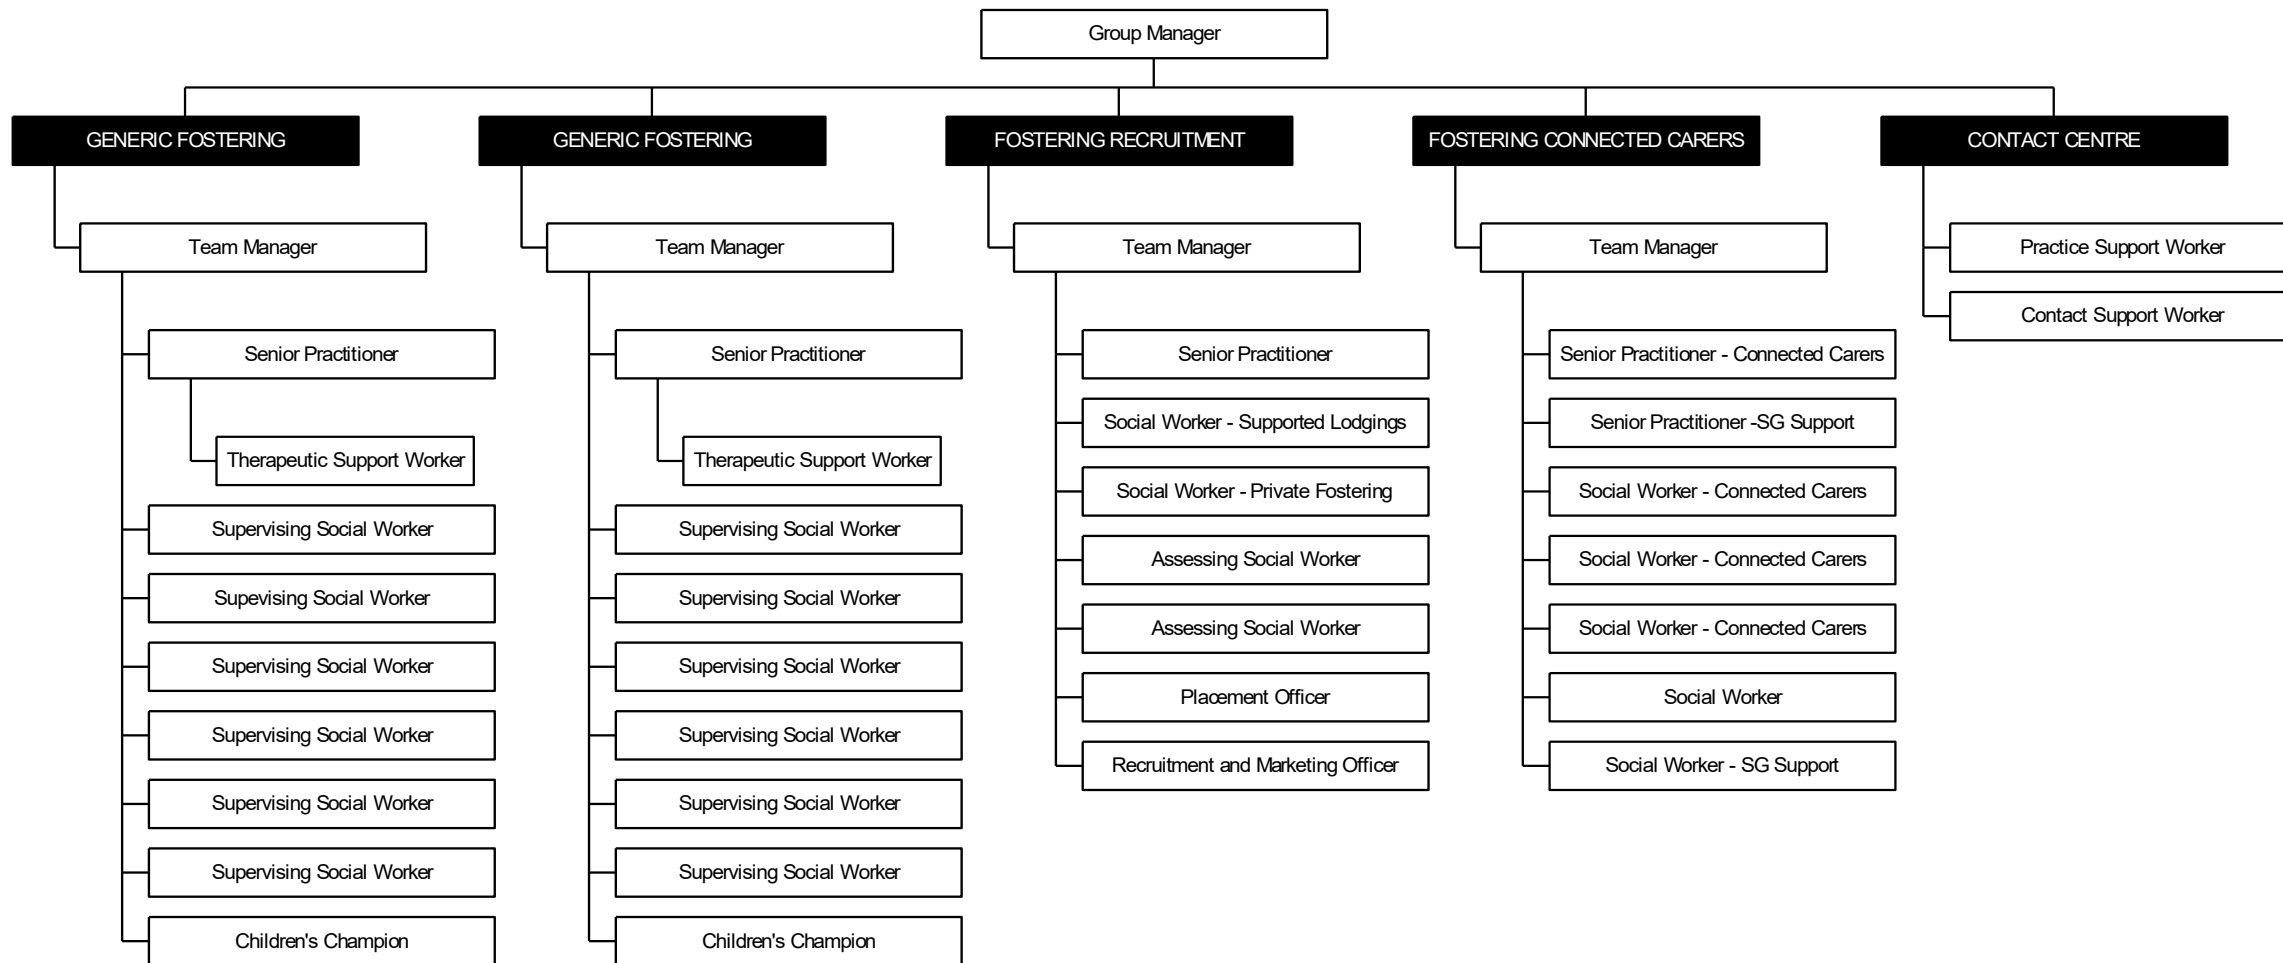 Group Manager
GENERIC FOSTERING
Team Manager
Senior Practitioner
Therapeutic Support Worker
Supervising Social Worker
Supevising Social Worker
Supervising Social Worker
Supervising Social Worker
Supervising Social Worker
Supervising Social Worker
Children's Champion
GENERIC FOSTERING
Team Manager
Senior Practitioner
Therapeutic Support Worker
Supervising Social Worker
Supervising Social Worker
Supervising Social Worker
Supervising Social Worker
Supervising Social Worker
Supervising Social Worker
Children's Champion
FOSTERING RECRUITMENT
Team Manager
Senior Practitioner
Social Worker - Supported Lodgings
Social Worker - Private Fostering
Assessing Social Worker
Assessing Social Worker
Placement Officer
Recruitment and Marketing Officer
FOSTERING CONNECTED CARERS
Team Manager
Senior Practitioner - Connected Carers
Senior Practitioner -SG Support
Social Worker - Connected Carers
Social Worker - Connected Carers
Social Worker - Connected Carers
Social Worker
Social Worker - SG Support
CONTACT CENTRE
Practice Support Worker
Contact Support Worker